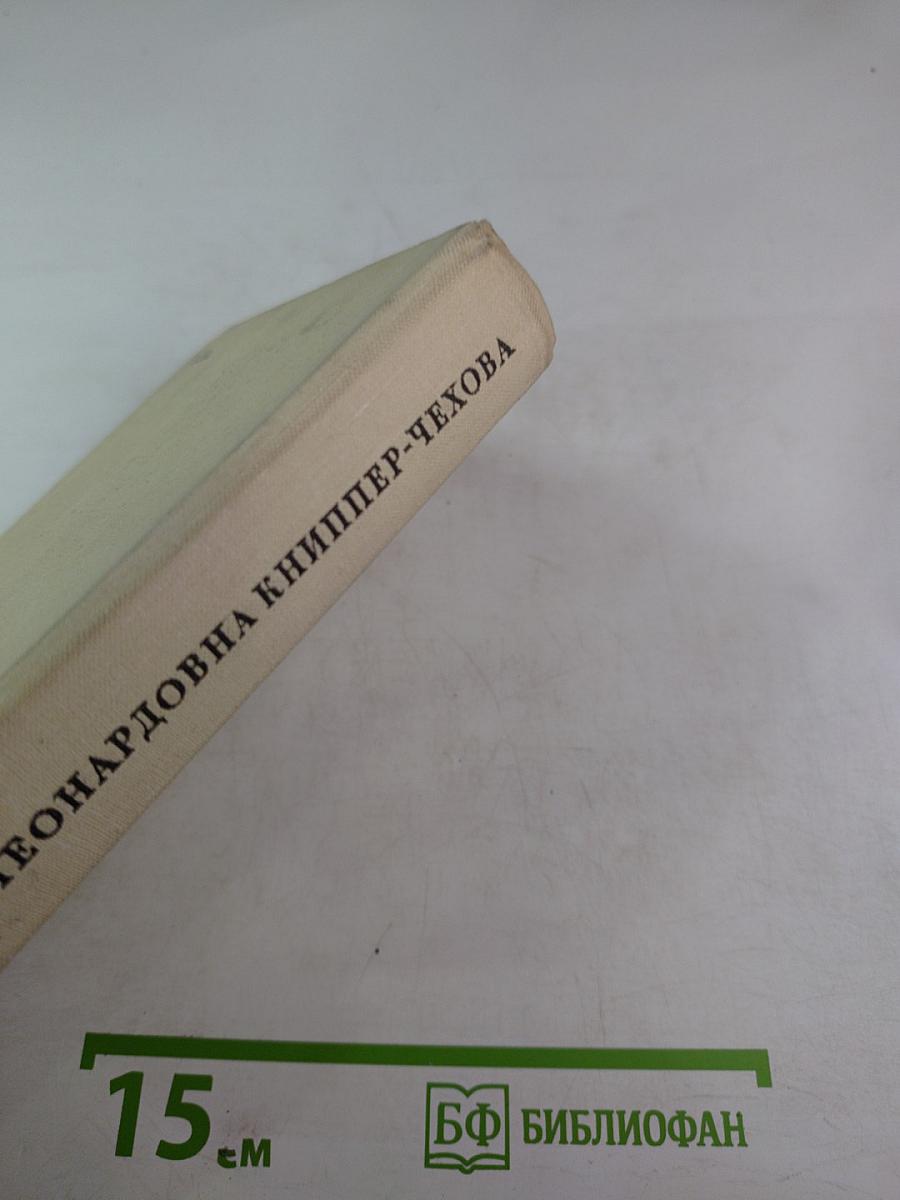 ЛЕОНАРДОВНА КНИППЕР-ЧЕХОВА
15 см
БФ БИБЛИОФАН